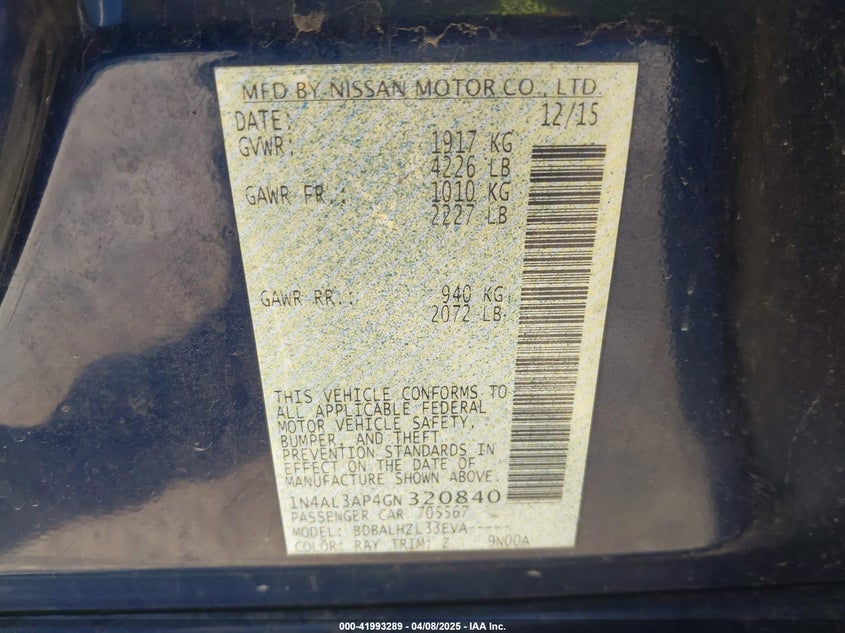 MFD BY NISSAN MOTOR CO., LTD.
DATE: 12/15
GVWR: 1917 KG
4226 LB
GAWR FR.: 1010 KG
2227 LB
GAWR RR.: 940 KG
2072 LB
THIS VEHICLE CONFORMS TO
ALL APPLICABLE FEDERAL
MOTOR VEHICLE SAFETY,
BUMPER, AND THEFT
PREVENTION STANDARDS IN
EFFECT ON THE DATE OF
MANUFACTURE SHOWN ABOVE.
1N4AL3AP4GN320840
PASSENGER CAR 705567
MODEL: BDBALHZL33EVA-----
COLOR: RAY TRIM: Z 9N00A
000-41993289 - 04/08/2025 - IAA Inc.